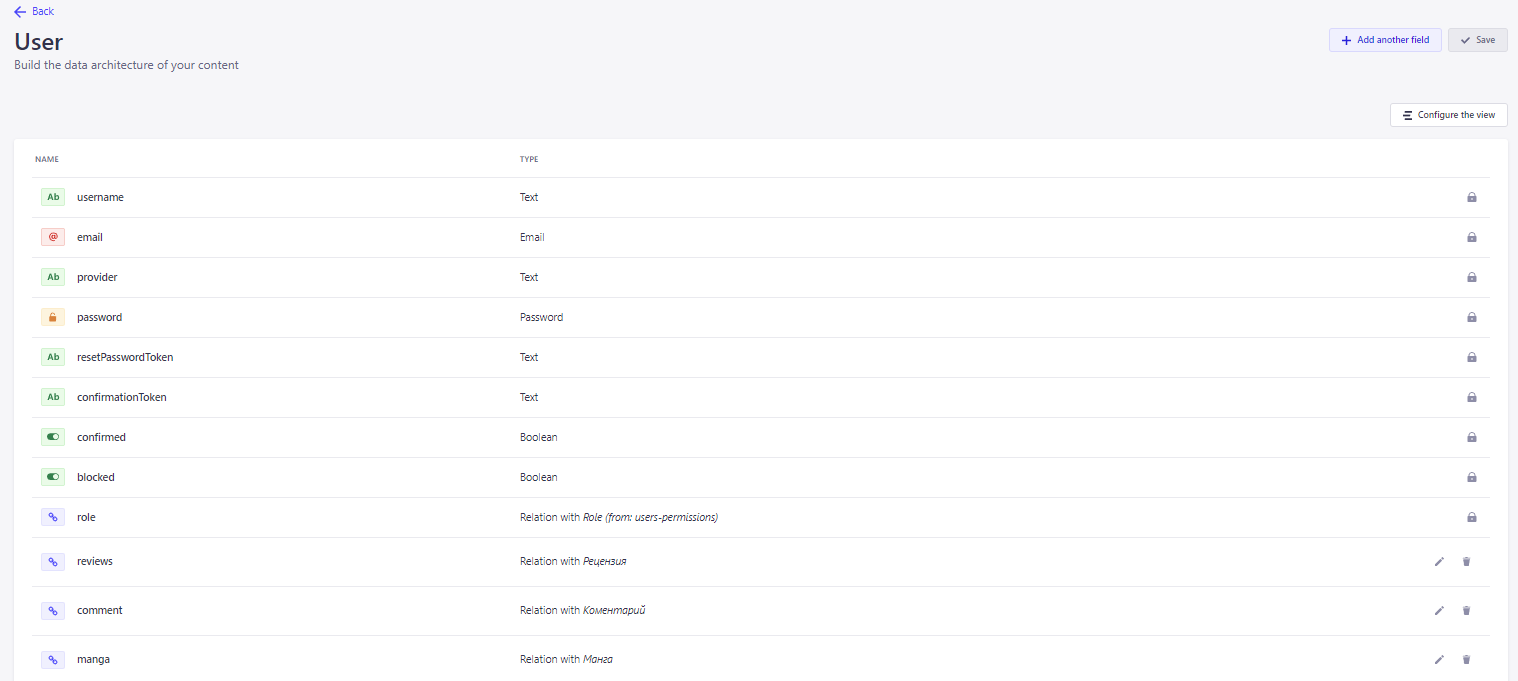 Back
User
Build the data architecture of your content
Add another field
Save
Configure the view
NAME TYPE
Ab username Text
@ email Email
Ab provider Text
password Password
Ab resetPasswordToken Text
Ab confirmationToken Text
confirmed Boolean
blocked Boolean
role Relation with Role (from: users-permissions)
reviews Relation with Рецензия
comment Relation with Коментарий
manga Relation with Манга